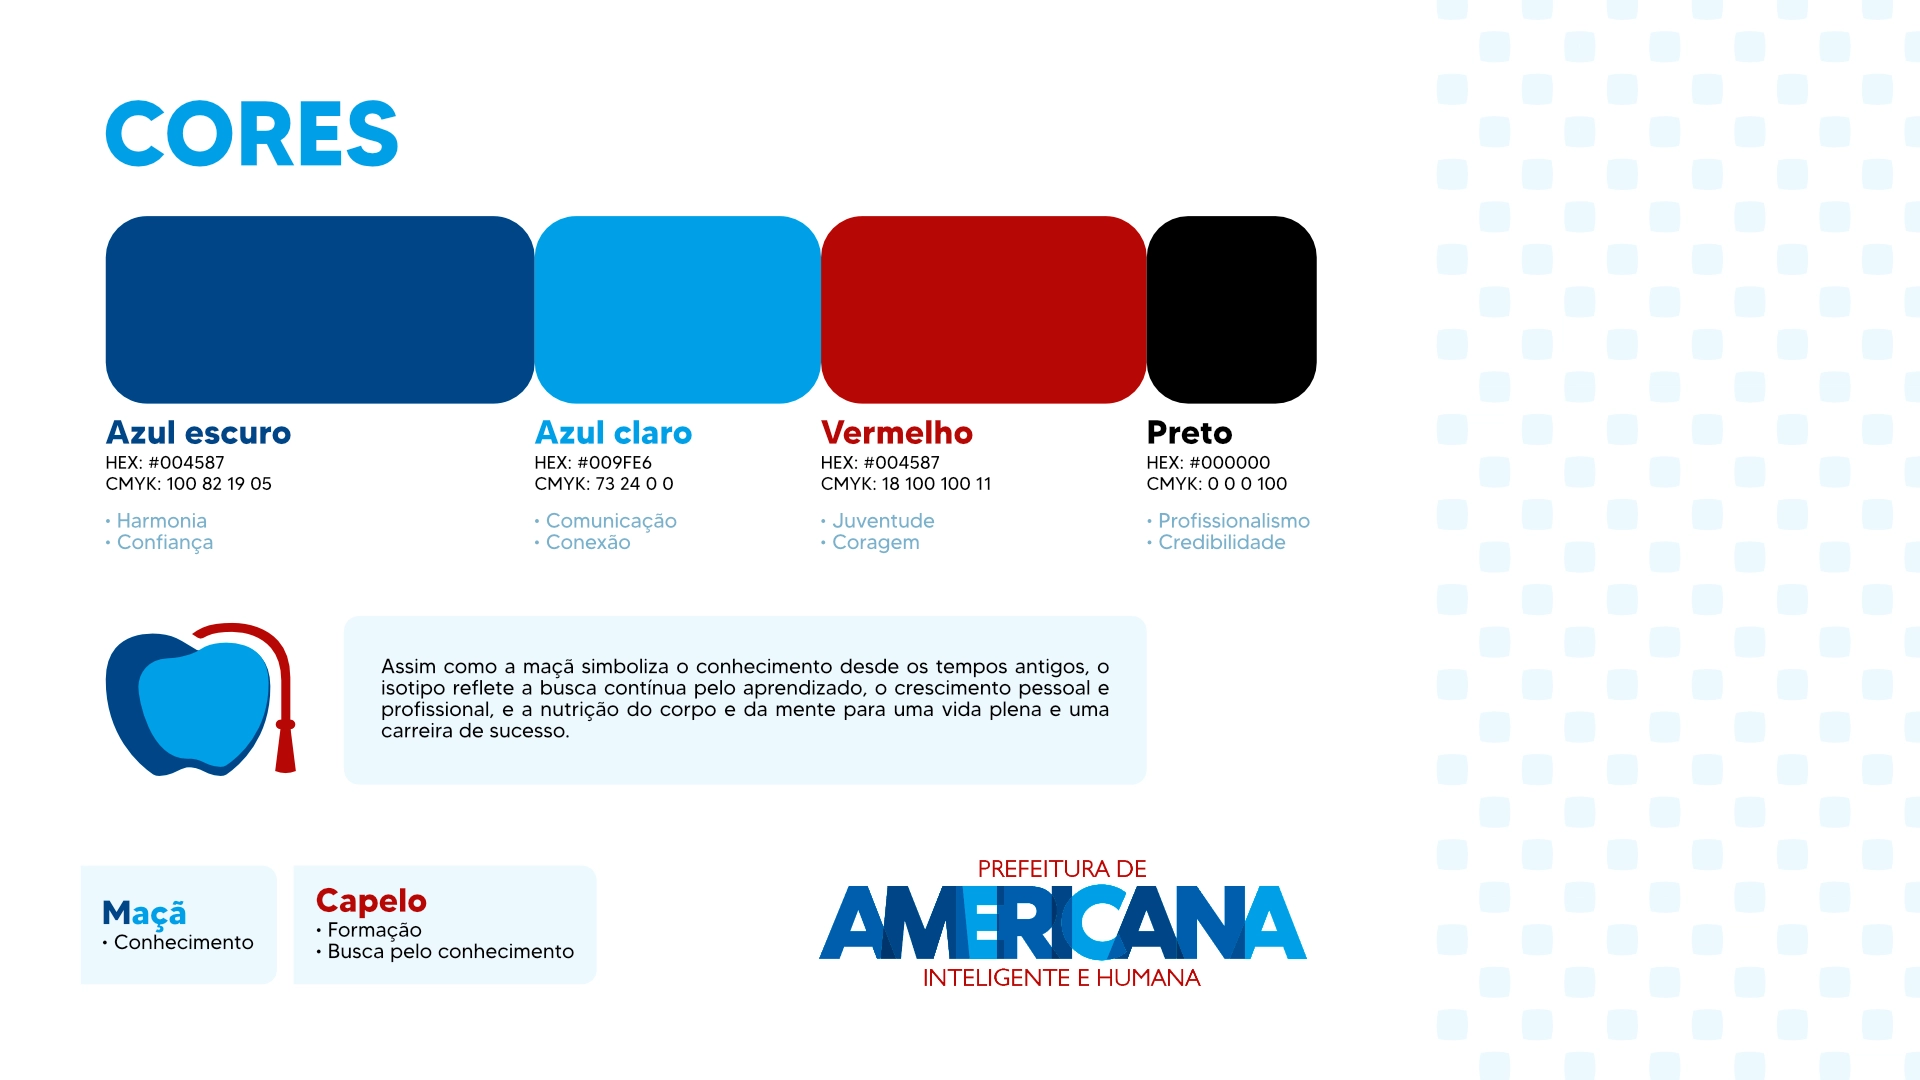 CORES
Azul escuro
HEX: #004587
CMYK: 100 82 19 05
• Harmonia
• Confiança
Azul claro
HEX: #009FE6
CMYK: 73 24 0 0
• Comunicação
• Conexão
Vermelho
HEX: #004587
CMYK: 18 100 100 11
• Juventude
• Coragem
Preto
HEX: #000000
CMYK: 0 0 0 100
• Profissionalismo
• Credibilidade
Assim como a maçã simboliza o conhecimento desde os tempos antigos, o
isotipo reflete a busca contínua pelo aprendizado, o crescimento pessoal e
profissional, e a nutrição do corpo e da mente para uma vida plena e uma
carreira de sucesso.
Maçã
• Conhecimento
Capelo
• Formação
• Busca pelo conhecimento
PREFEITURA DE
AMERICANA
INTELIGENTE E HUMANA